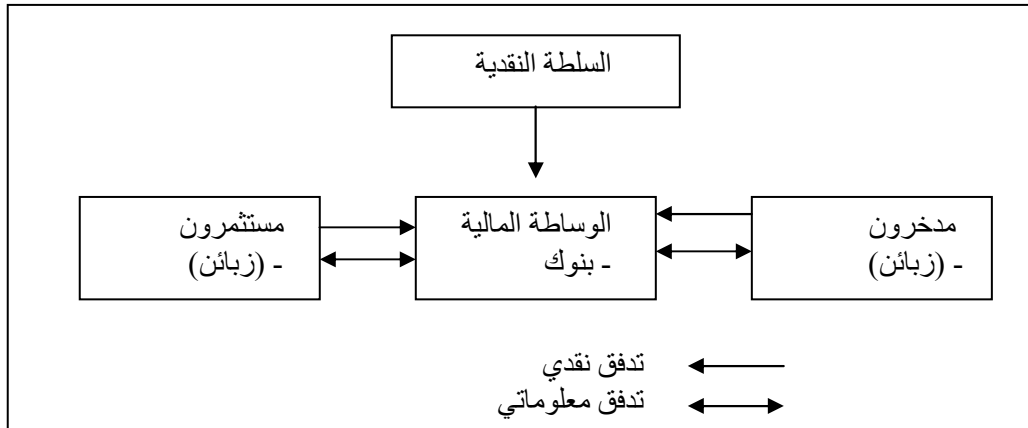 السلطة النقدية
مدخرون
- (زبائن)
الوساطة المالية
- بنوك
مستثمرون
- (زبائن)
تدفق نقدي
تدفق معلوماتي